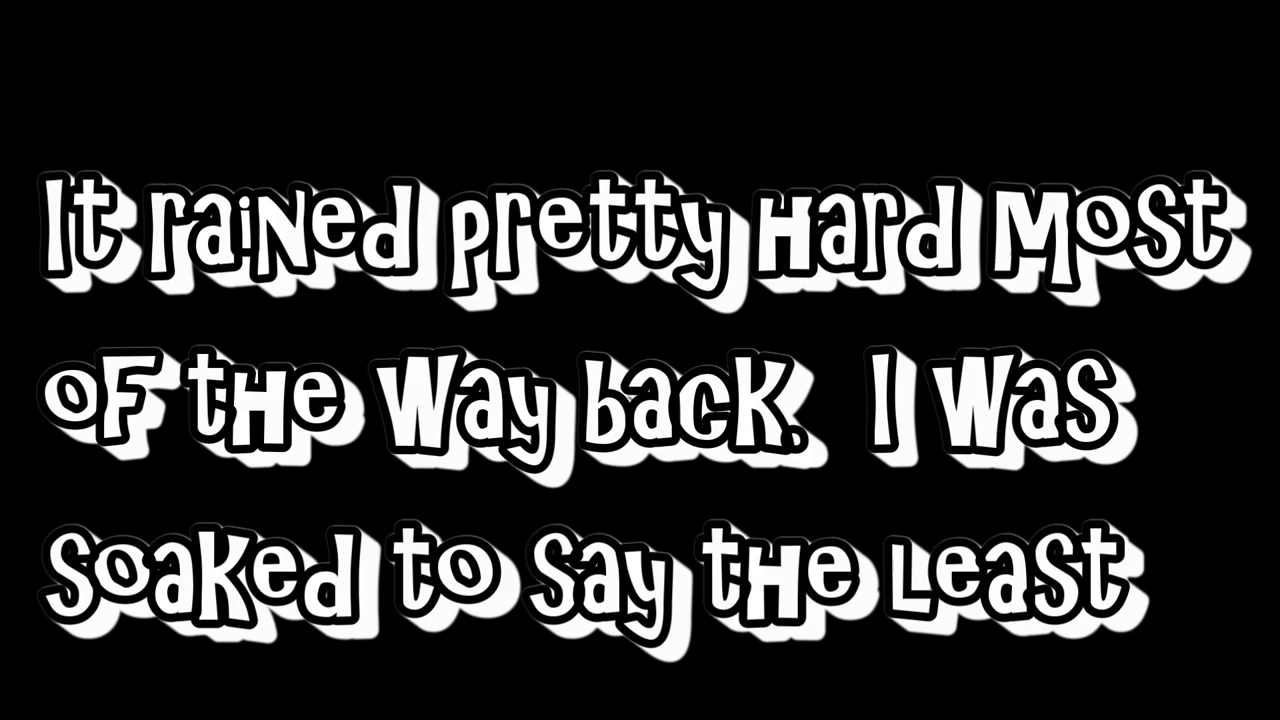 It rained pretty hard most
of the way back.  I was
soaked to say the least